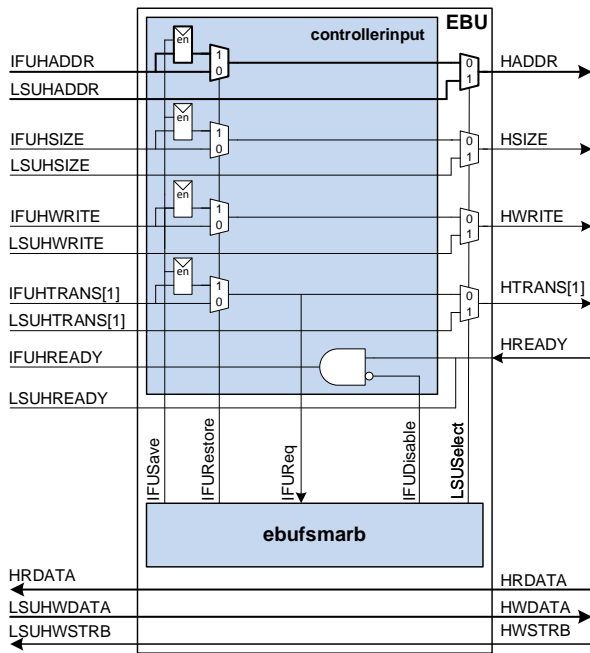 EBU
controllerinput
en
1
0
0
1
IFUHADDR
HADDR
LSUHADDR
en
1
0
0
1
IFUHSIZE
HSIZE
LSUHSIZE
en
1
0
0
1
IFUHWRITE
HWRITE
LSUHWRITE
en
1
0
0
1
IFUHTRANS[1]
HTRANS[1]
LSUHTRANS[1]
HREADY
IFUHREADY
LSUHREADY
IFUSave
IFURestore
IFUReq
IFUDisable
LSUSelect
ebufsmarb
HRDATA
HRDATA
LSUHWDATA
HWDATA
LSUHWSTRB
HWSTRB